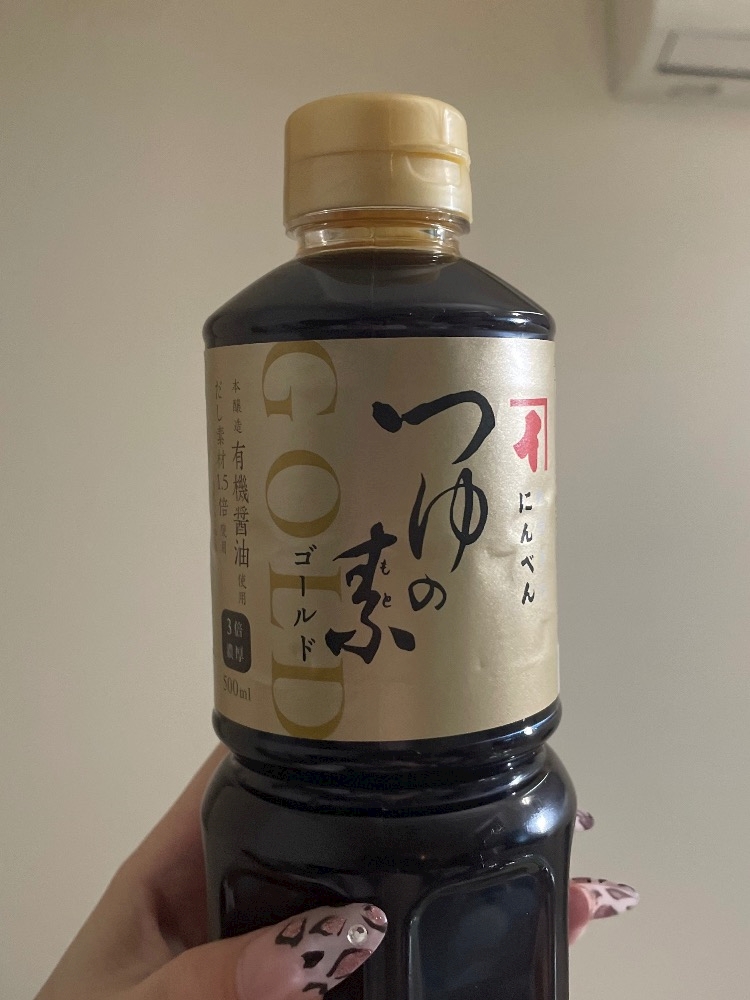 にんべん
つゆの
素
もと
GOLD
ゴールド
本醸造 有機醤油 使用
だし素材1.5倍 使用
3倍
濃厚
500ml